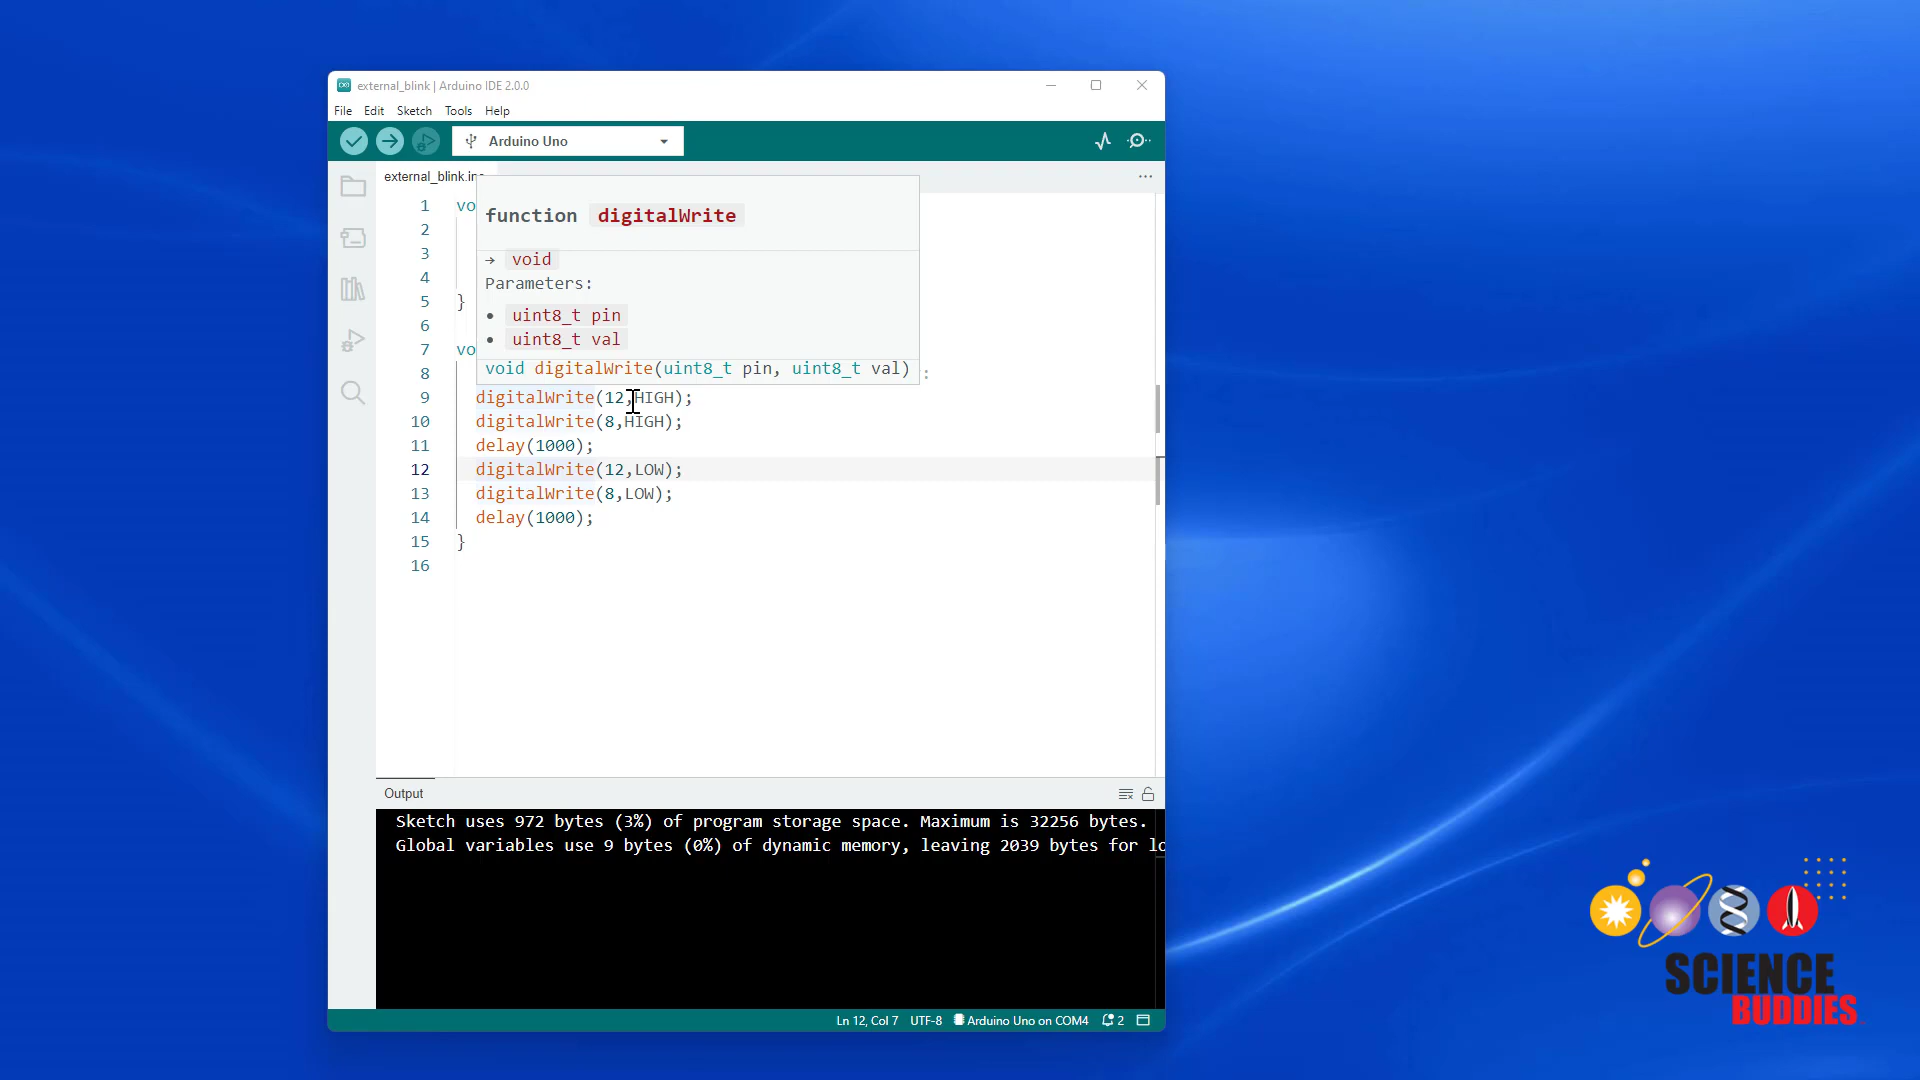 external_blink | Arduino IDE 2.0.0
File Edit Sketch Tools Help
Arduino Uno
external_blink.ino
1 vo
function digitalWrite
2
3 → void
4 Parameters:
5 }
• uint8_t pin
6
• uint8_t val
7 vo
void digitalWrite(uint8_t pin, uint8_t val)
8 :
9 digitalWrite(12,HIGH);
10 digitalWrite(8,HIGH);
11 delay(1000);
12 digitalWrite(12,LOW);
13 digitalWrite(8,LOW);
14 delay(1000);
15 }
16
Output
Sketch uses 972 bytes (3%) of program storage space. Maximum is 32256 bytes.
Global variables use 9 bytes (0%) of dynamic memory, leaving 2039 bytes for lo
Ln 12, Col 7 UTF-8 Arduino Uno on COM4 2
SCIENCE
BUDDIES